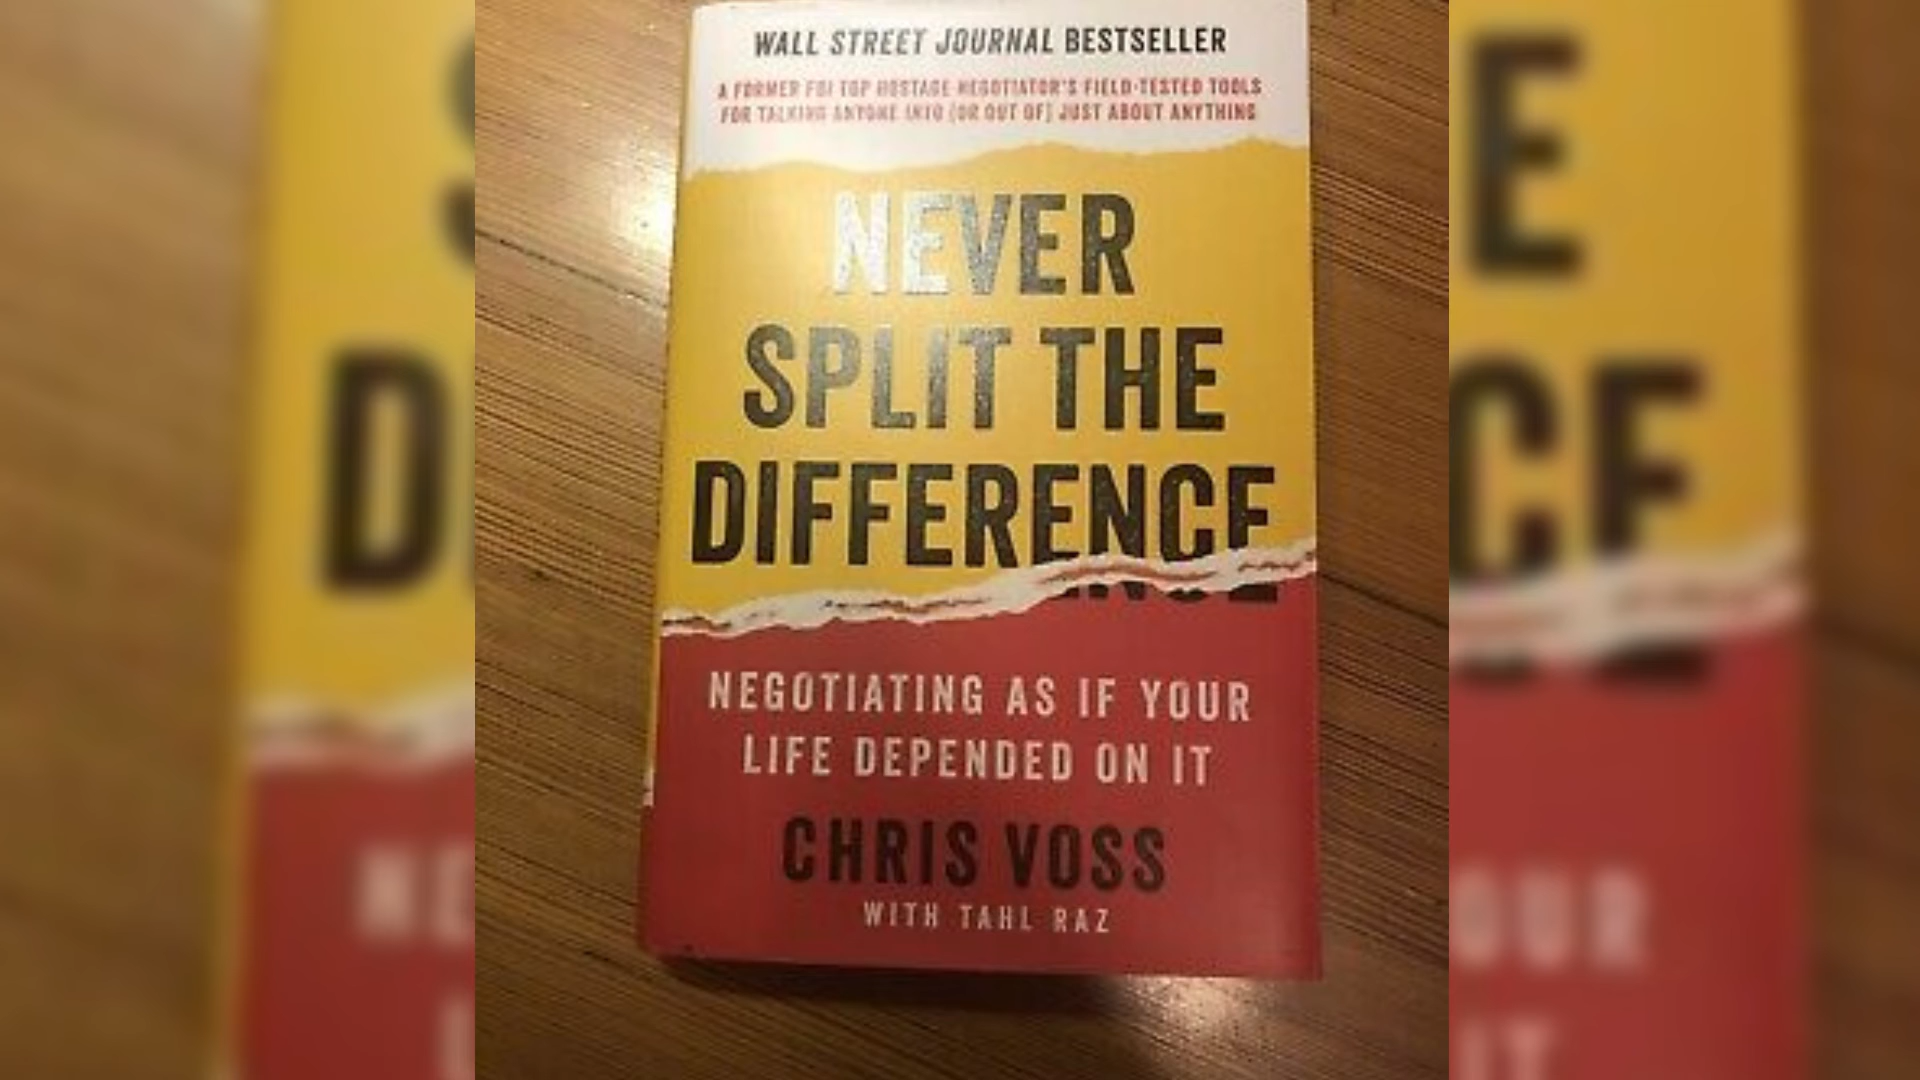 WALL STREET JOURNAL BESTSELLER
A FORMER FBI TOP HOSTAGE NEGOTIATOR'S FIELD-TESTED TOOLS
FOR TALKING ANYONE INTO (OR OUT OF) JUST ABOUT ANYTHING
NEVER
SPLIT THE
DIFFERENCE
NEGOTIATING AS IF YOUR
LIFE DEPENDED ON IT
CHRIS VOSS
WITH TAHL RAZ